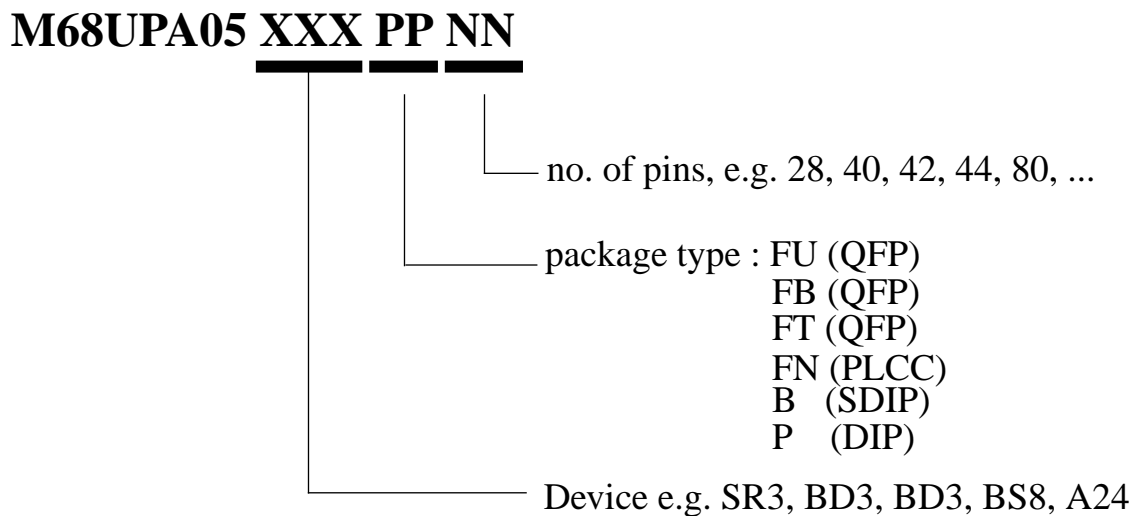 M68UPA05 XXX PP NN
no. of pins, e.g. 28, 40, 42, 44, 80, ...
package type : FU (QFP)
FB (QFP)
FT (QFP)
FN (PLCC)
B (SDIP)
P (DIP)
Device e.g. SR3, BD3, BD3, BS8, A24